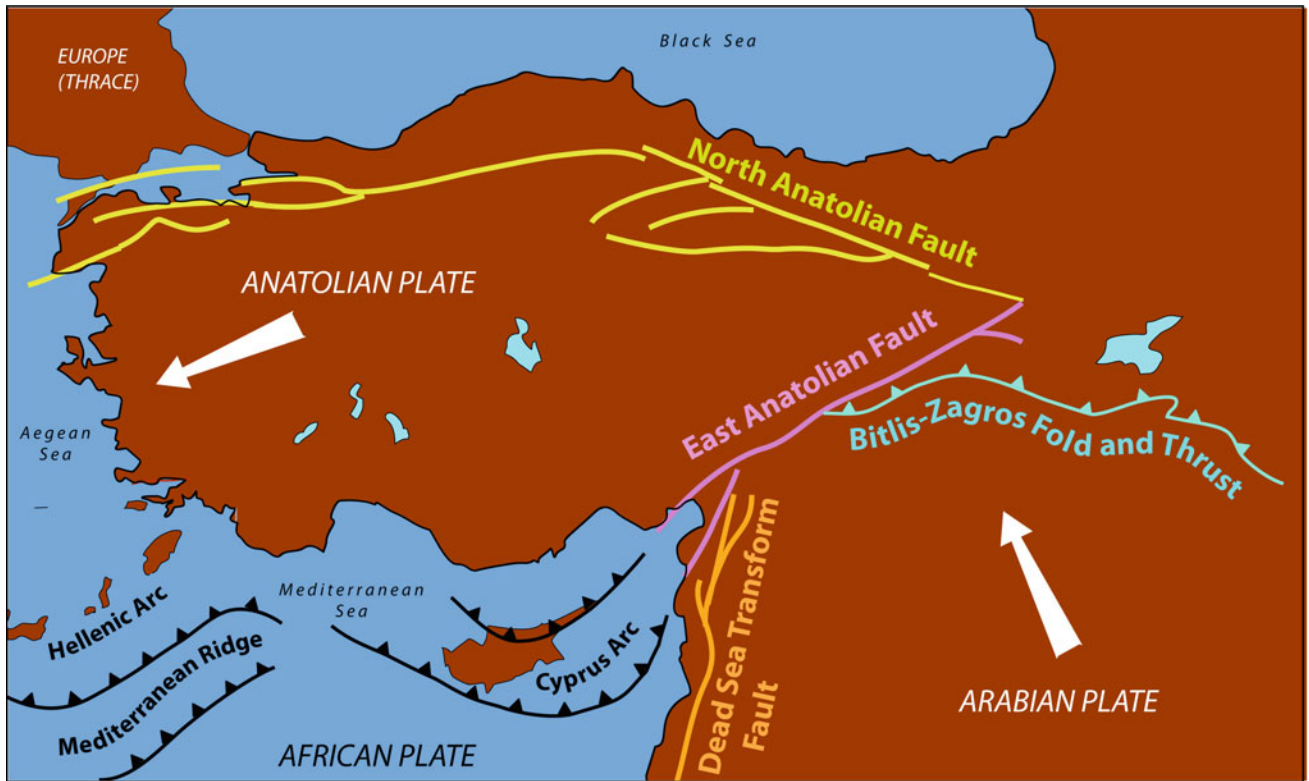 EUROPE
(THRACE)
Black Sea
North Anatolian Fault
ANATOLIAN PLATE
East Anatolian Fault
Bitlis-Zagros Fold and Thrust
Aegean
Sea
Mediterranean
Sea
Hellenic Arc
Mediterranean Ridge
Cyprus Arc
Dead Sea Transform
Fault
ARABIAN PLATE
AFRICAN PLATE